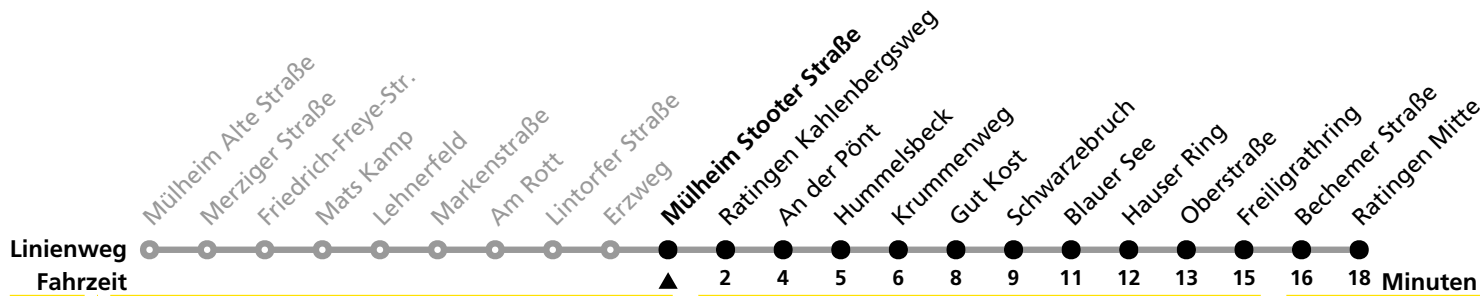 Mülheim Alte Straße
Merziger Straße
Friedrich-Freye-Str.
Mats Kamp
Lehnerfeld
Markenstraße
Am Rott
Lintorfer Straße
Erzweg
Mülheim Stooter Straße
Ratingen Kahlenbergsweg
An der Pönt
Hummelsbeck
Krummenweg
Gut Kost
Schwarzebruch
Blauer See
Hauser Ring
Oberstraße
Freiligrathring
Bechemer Straße
Ratingen Mitte
Linienweg
Fahrzeit ▲ 2 4 5 6 8 9 11 12 13 15 16 18 Minuten